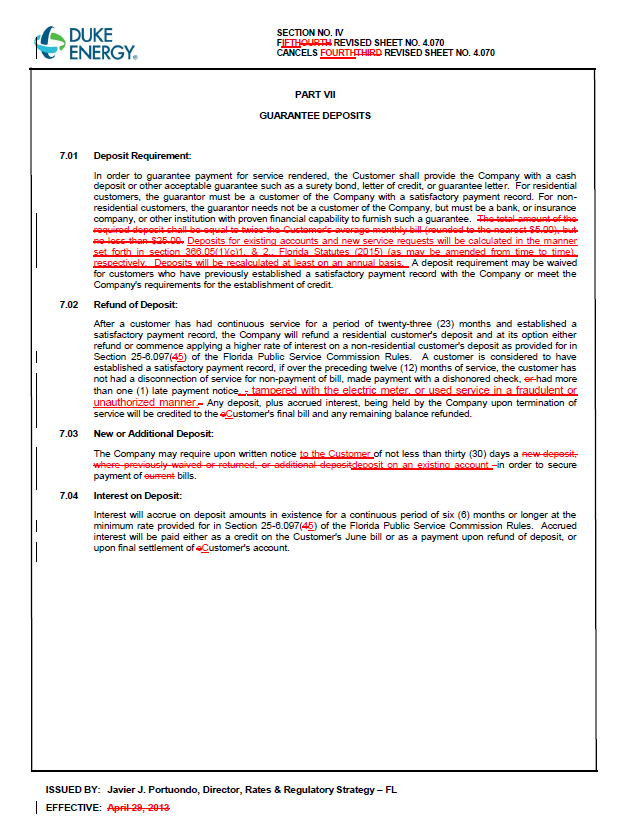 DUKE
ENERGY®
SECTION NO. IV
FIFTHOURTH REVISED SHEET NO. 4.070
CANCELS FOURTHTHIRD REVISED SHEET NO. 4.070
PART VII
GUARANTEE DEPOSITS
7.01 Deposit Requirement:
In order to guarantee payment for service rendered, the Customer shall provide the Company with a cash
deposit or other acceptable guarantee such as a surety bond, letter of credit, or guarantee letter. For residential
customers, the guarantor must be a customer of the Company with a satisfactory payment record. For non-
residential customers, the guarantor needs not be a customer of the Company, but must be a bank, or insurance
company, or other institution with proven financial capability to furnish such a guarantee. The total amount of the
required deposit shall be equal to twice the Customer's average monthly bill (rounded to the nearest $5.00), but
no less than $25.00. Deposits for existing accounts and new service requests will be calculated in the manner
set forth in section 366.05(1)(c)1. & 2., Florida Statutes (2015) (as may be amended from time to time),
respectively. Deposits will be recalculated at least on an annual basis. A deposit requirement may be waived
for customers who have previously established a satisfactory payment record with the Company or meet the
Company's requirements for the establishment of credit.
7.02 Refund of Deposit:
After a customer has had continuous service for a period of twenty-three (23) months and established a
satisfactory payment record, the Company will refund a residential customer's deposit and at its option either
refund or commence applying a higher rate of interest on a non-residential customer's deposit as provided for in
Section 25-6.097(45) of the Florida Public Service Commission Rules. A customer is considered to have
established a satisfactory payment record, if over the preceding twelve (12) months of service, the customer has
not had a disconnection of service for non-payment of bill, made payment with a dishonored check, or had more
than one (1) late payment notice, . tampered with the electric meter, or used service in a fraudulent or
unauthorized manner. Any deposit, plus accrued interest, being held by the Company upon termination of
service will be credited to the cCustomer's final bill and any remaining balance refunded.
7.03 New or Additional Deposit:
The Company may require upon written notice to the Customer of not less than thirty (30) days a new deposit,
where previously waived or returned, or additional depositdeposit on an existing account in order to secure
payment of current bills.
7.04 Interest on Deposit:
Interest will accrue on deposit amounts in existence for a continuous period of six (6) months or longer at the
minimum rate provided for in Section 25-6.097(45) of the Florida Public Service Commission Rules. Accrued
interest will be paid either as a credit on the Customer's June bill or as a payment upon refund of deposit, or
upon final settlement of cCustomer's account.
ISSUED BY: Javier J. Portuondo, Director, Rates & Regulatory Strategy – FL
EFFECTIVE: April 29, 2013